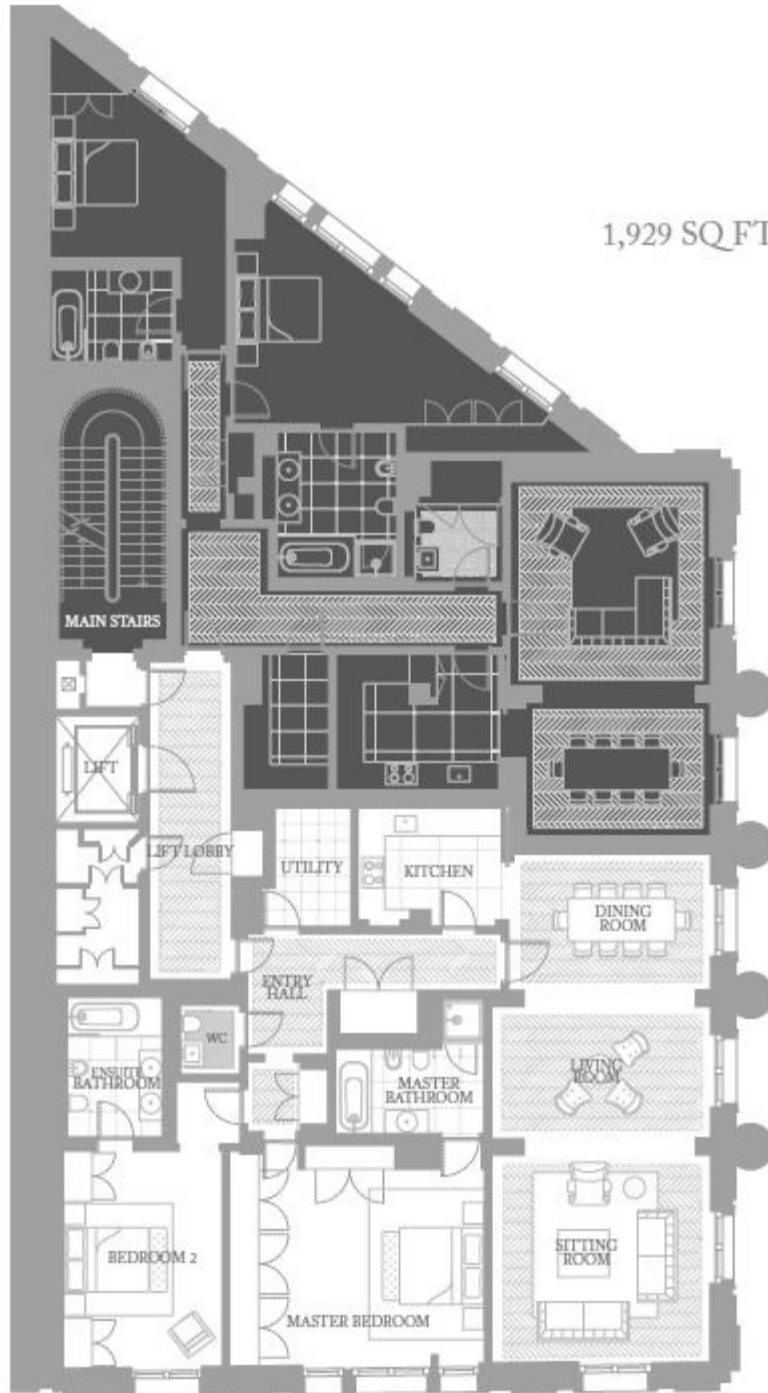 1,929 SQ FT
MAIN STAIRS
LIFT
LIFT LOBBY
UTILITY
KITCHEN
DINING
ROOM
ENTRY
HALL
WC
ENSUITE
BATHROOM
MASTER
BATHROOM
LIVING
ROOM
BEDROOM 2
MASTER BEDROOM
SITTING
ROOM